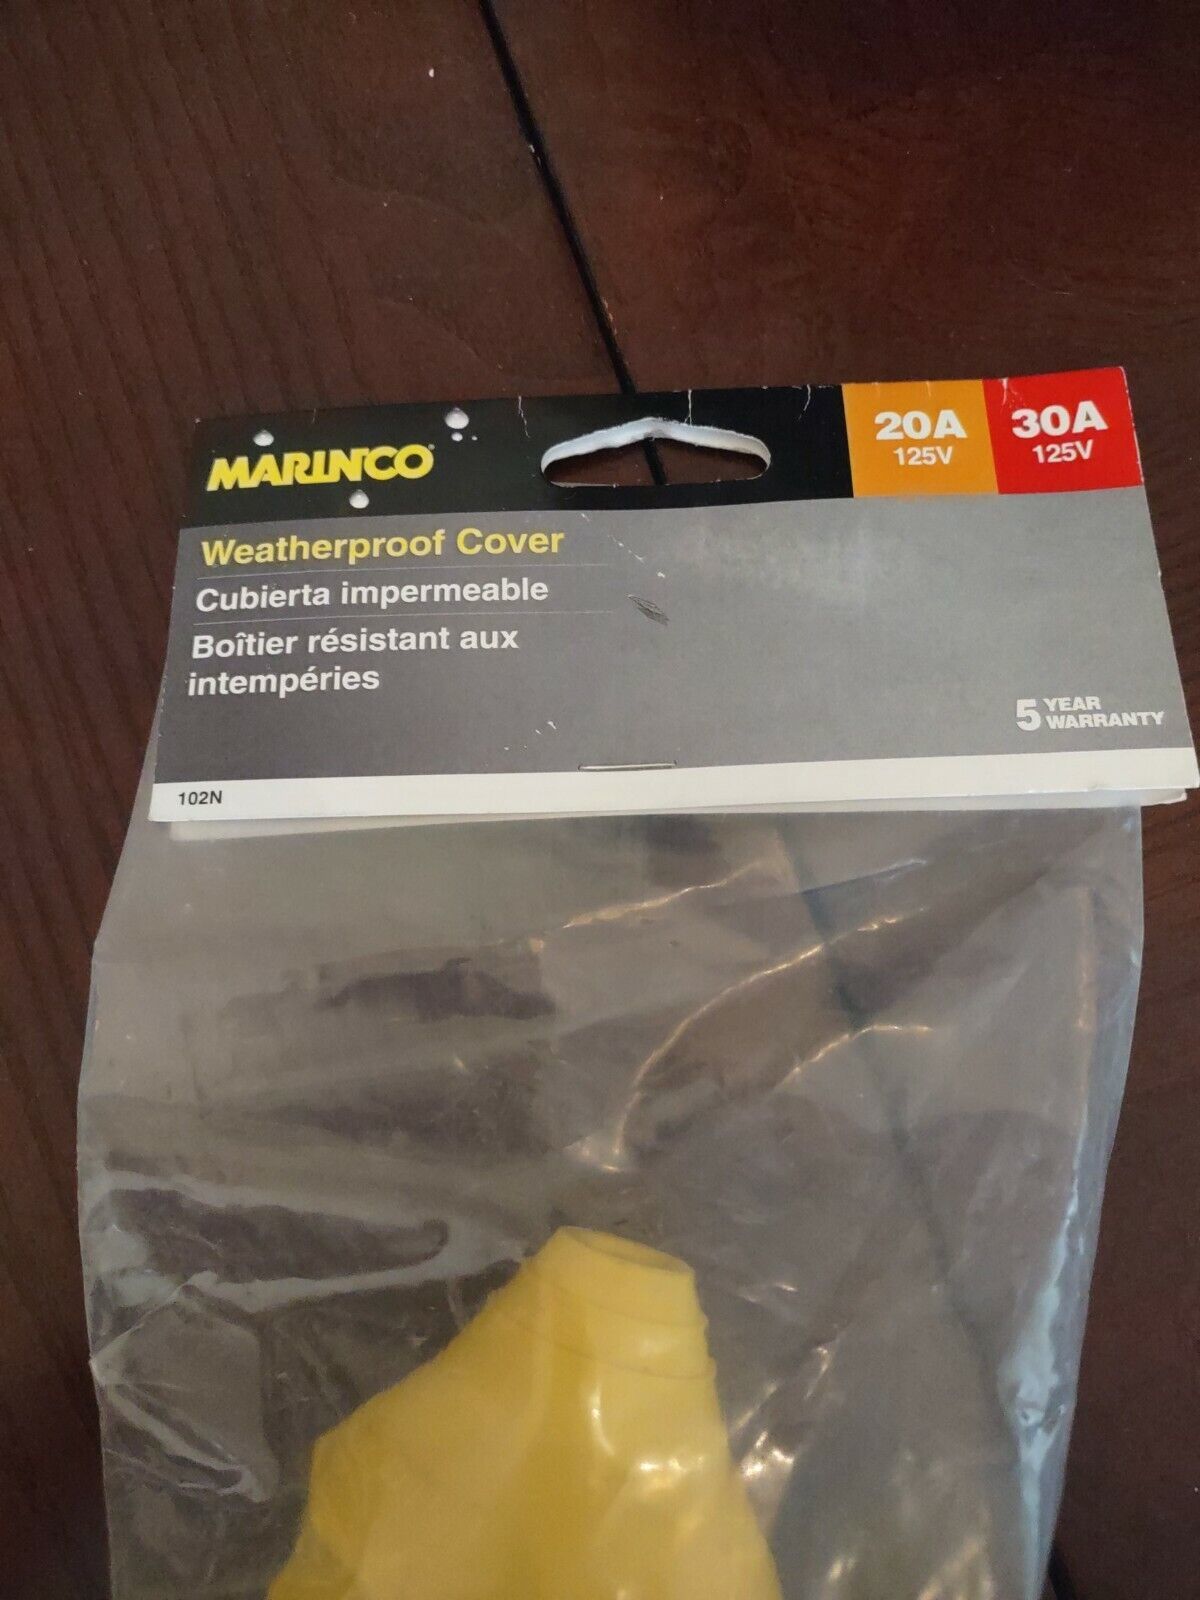 MARINCO
20A
125V
30A
125V
Weatherproof Cover
Cubierta impermeable
Boîtier résistant aux
intempéries
5 YEAR
WARRANTY
102N